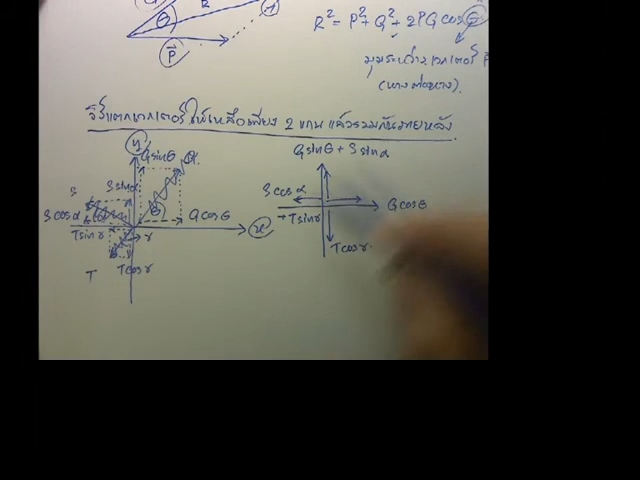 R
θ
P
R² = P² + Q² + 2PQ cos θ
มุมระหว่างเวกเตอร์ P
(หางต่อหาง)
วิธีแตกเวกเตอร์ ให้เหลือเพียง 2 แกน แล้วรวมกันภายหลัง
y
Q sin θ
Q
S
S sin α
S cos α
θ
Q cos θ
x
T sin r
r
T
T cos r
Q sin θ + S sin α
S cos α
+ T sin r
Q cos θ
T cos r